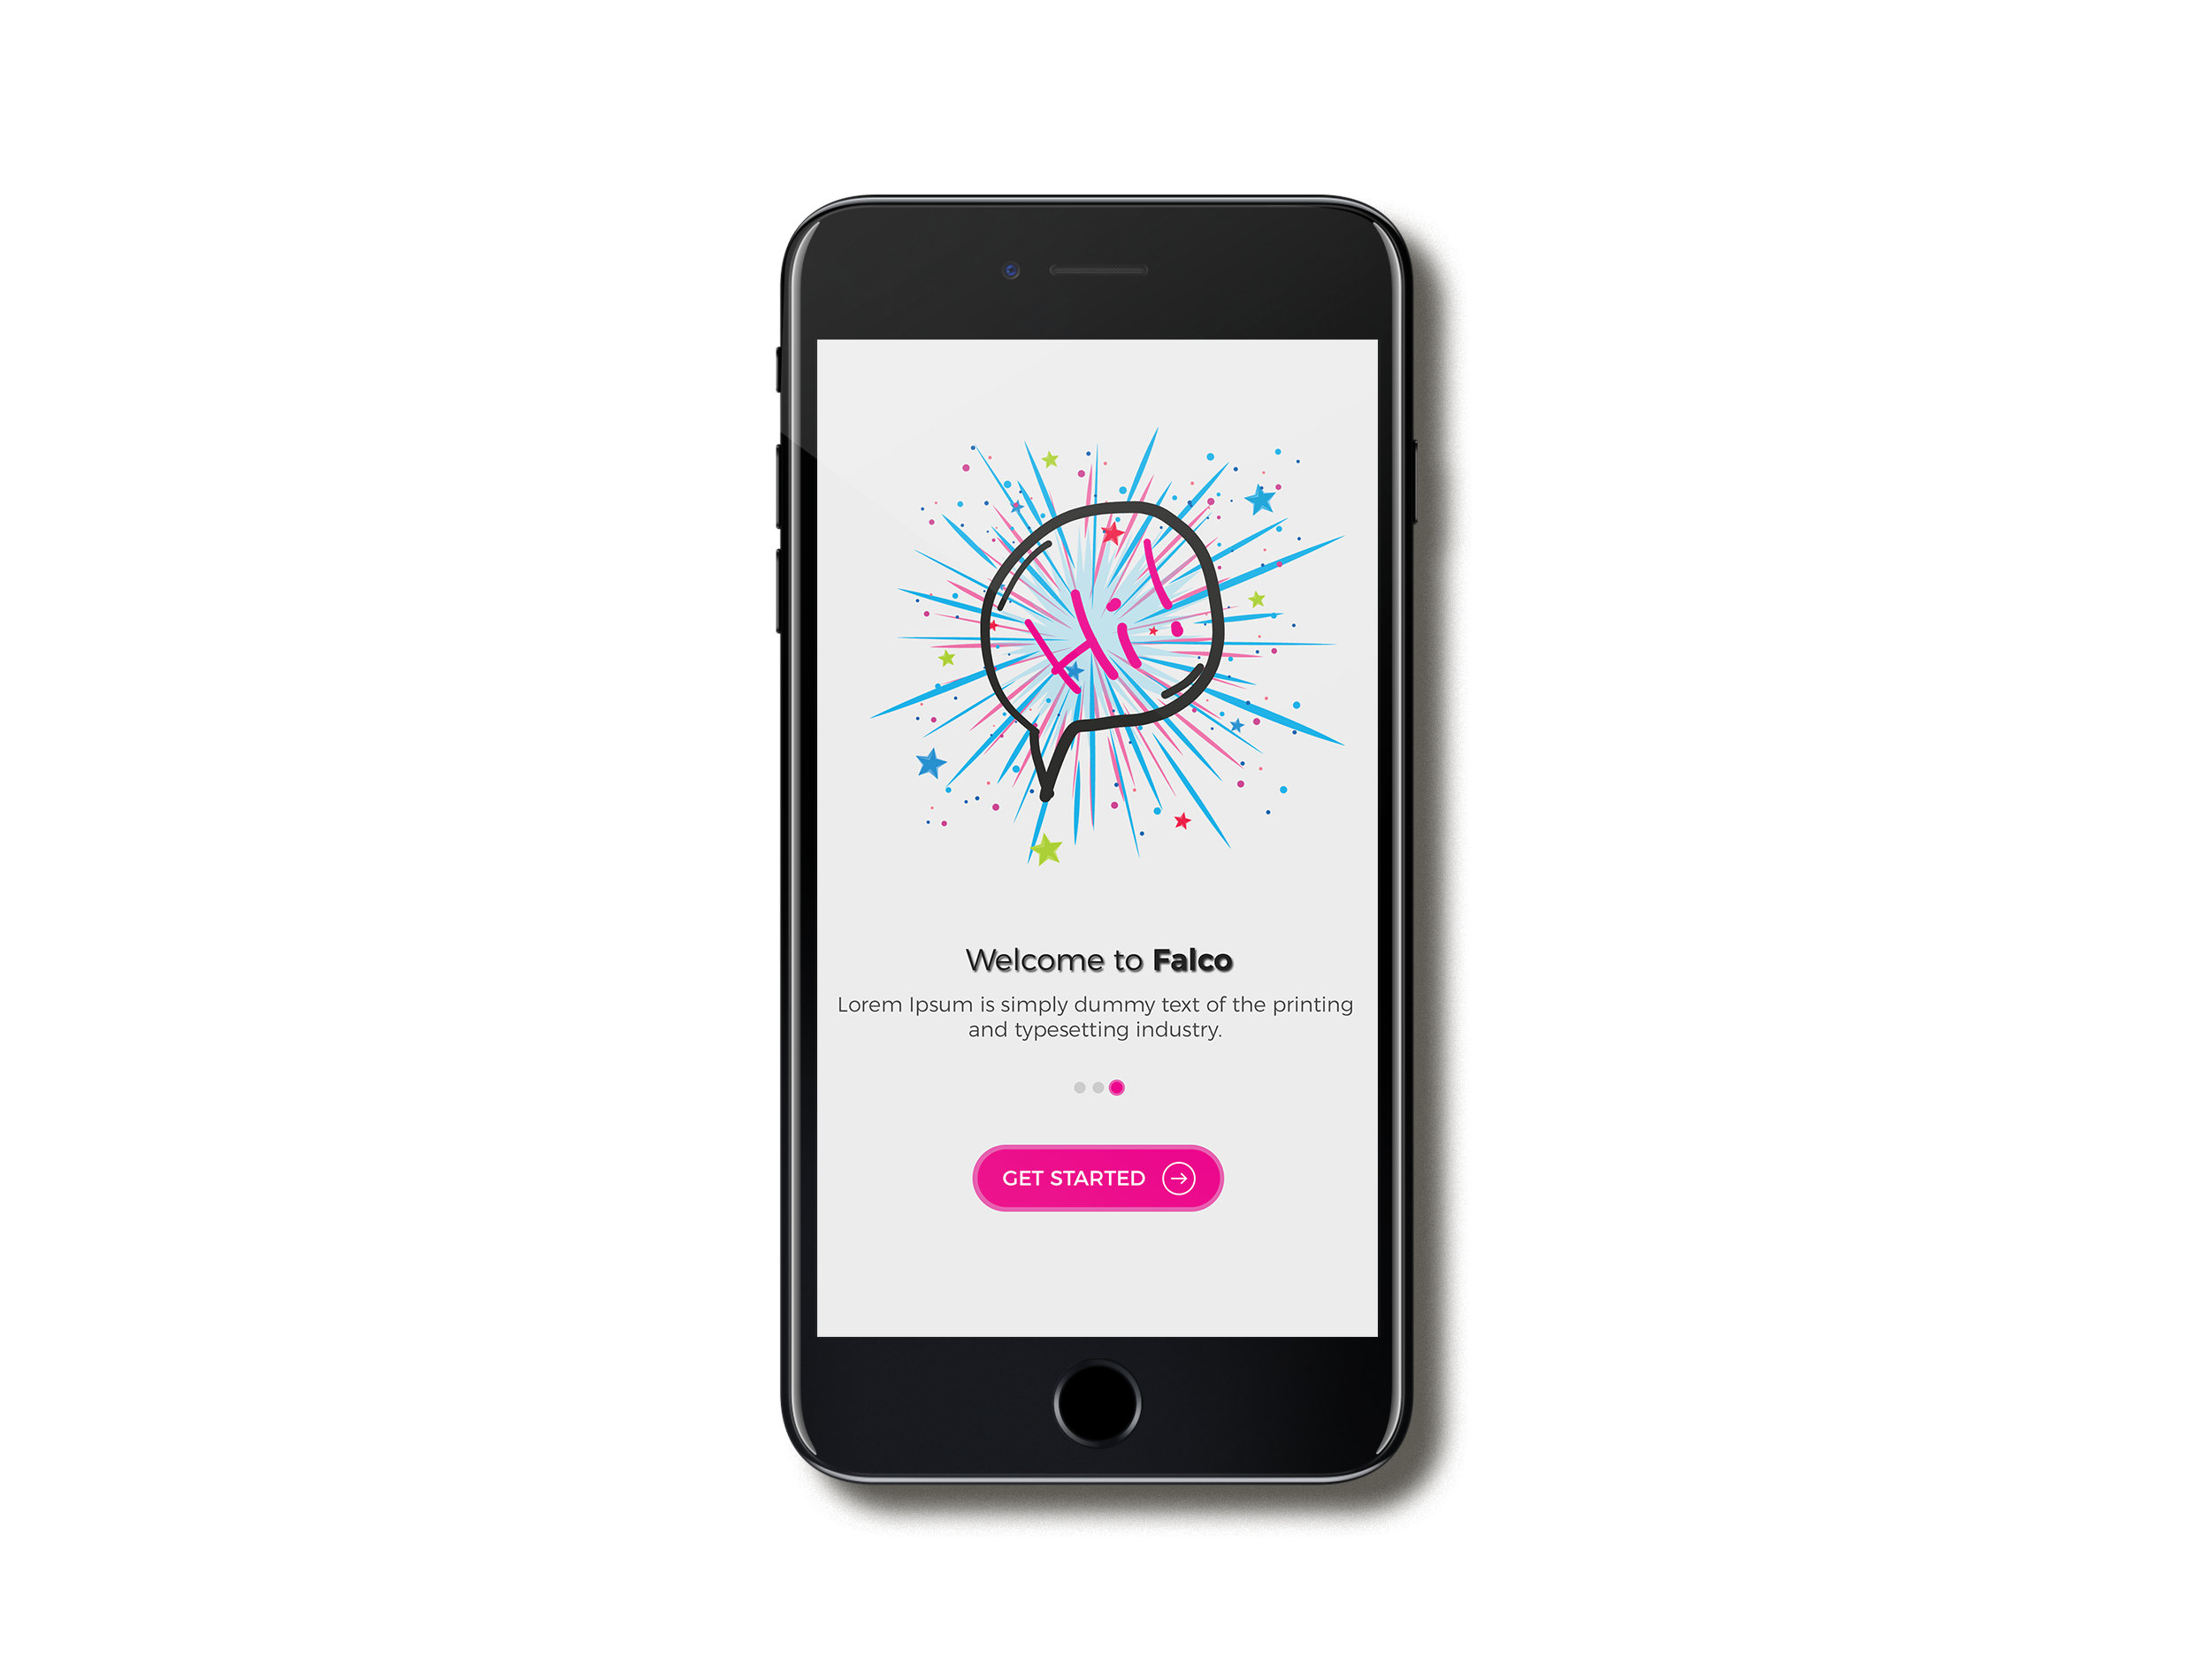 Hi!
Welcome to Falco
Lorem Ipsum is simply dummy text of the printing
and typesetting industry.
GET STARTED